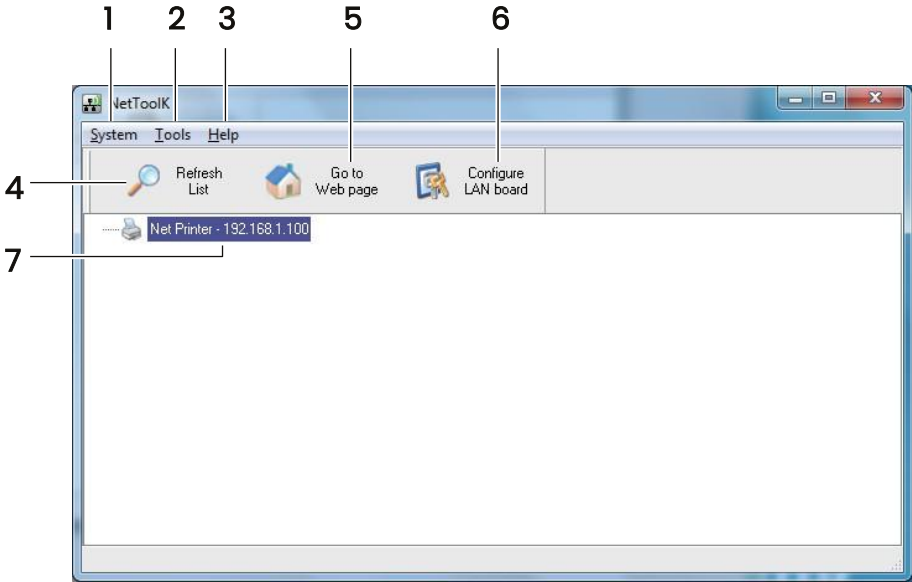 1 2 3 5 6
NetToolK
System Tools Help
4
Refresh
List
Go to
Web page
Configure
LAN board
Net Printer - 192.168.1.100
7